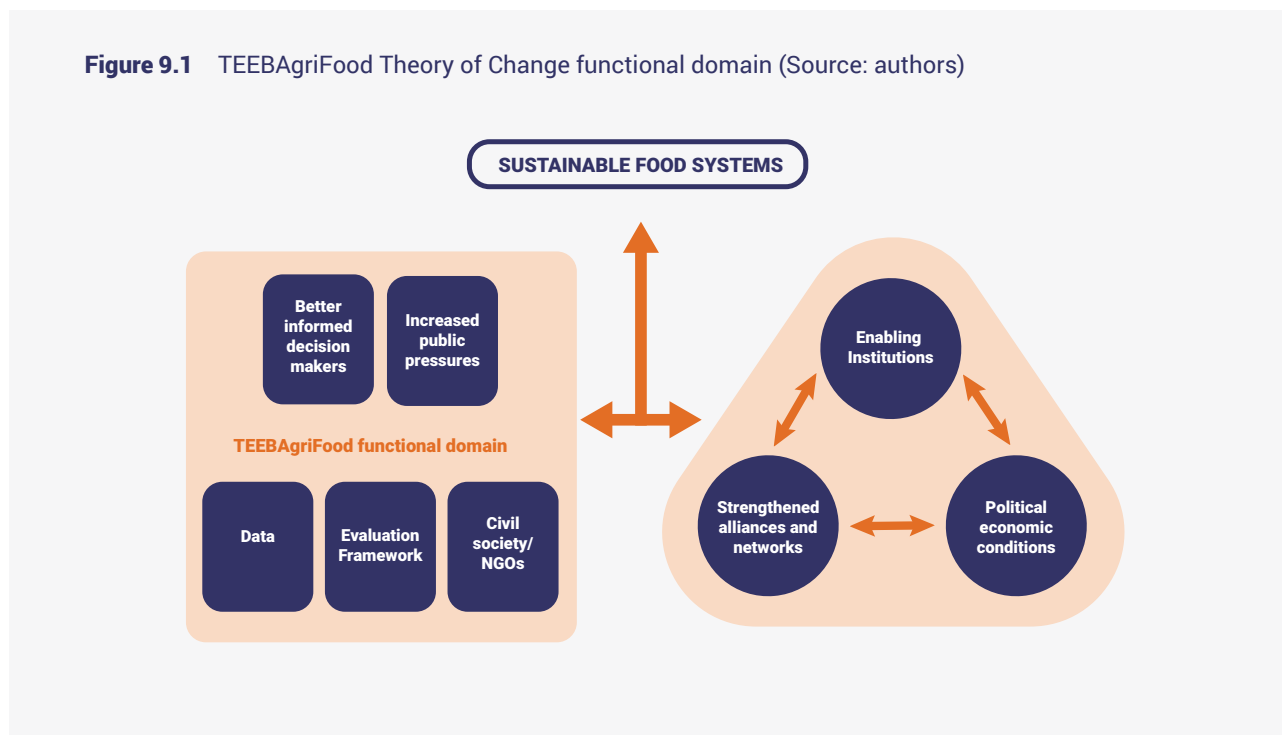 Figure 9.1 TEEBAgriFood Theory of Change functional domain (Source: authors)
SUSTAINABLE FOOD SYSTEMS
Better
informed
decision
makers
Increased
public
pressures
TEEBAgriFood functional domain
Data
Evaluation
Framework
Civil
society/
NGOs
Enabling
Institutions
Strengthened
alliances and
networks
Political
economic
conditions